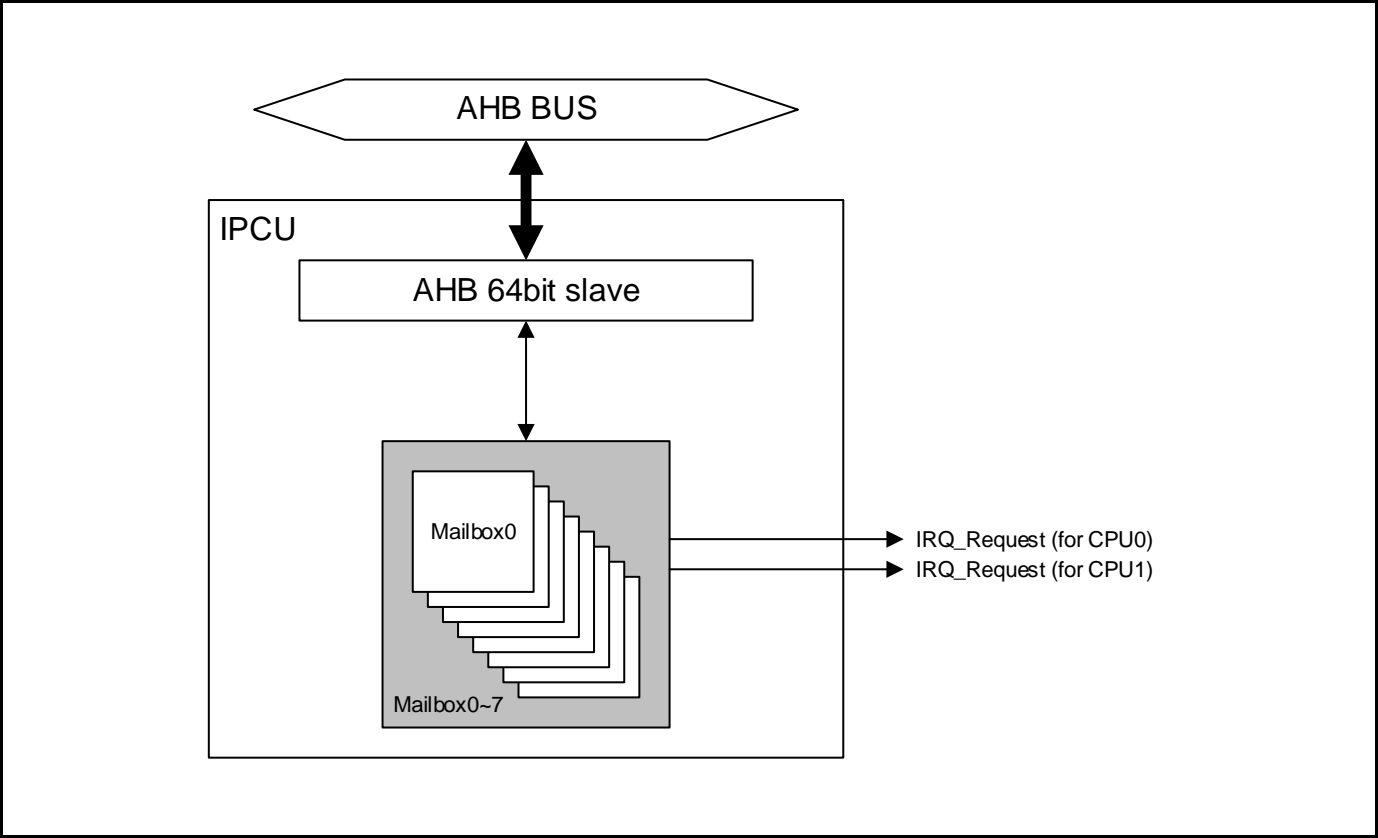 AHB BUS
IPCU
AHB 64bit slave
Mailbox0
IRQ_Request (for CPU0)
IRQ_Request (for CPU1)
Mailbox0~7